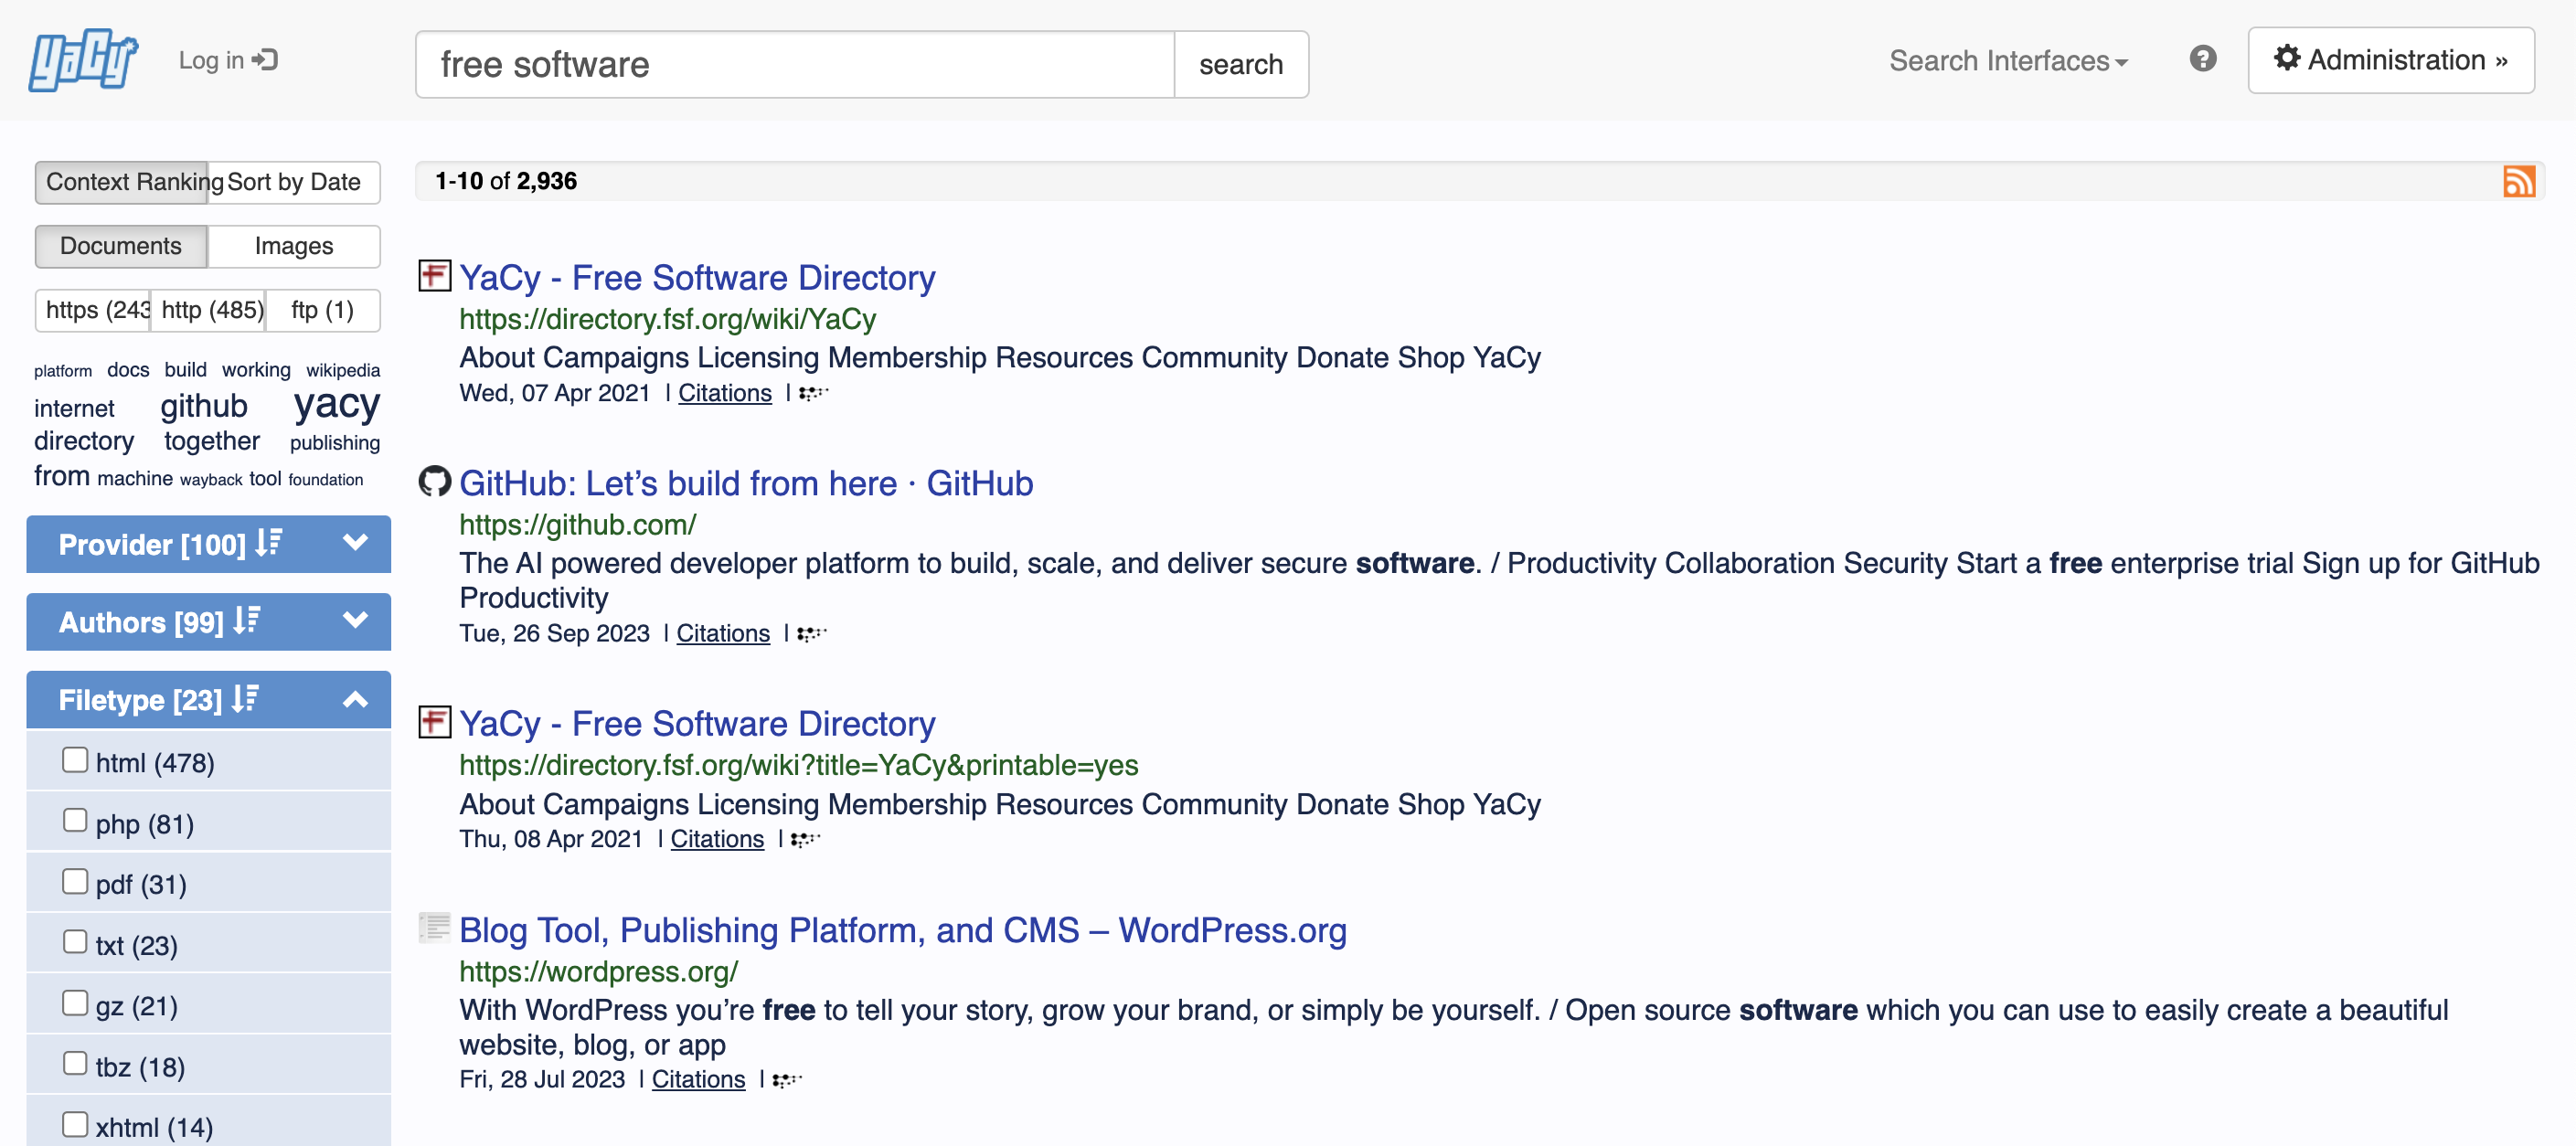 YaCy
Log in
free software
search
Search Interfaces
?
Administration »
Context Ranking
Sort by Date
Documents
Images
https (243
http (485)
ftp (1)
platform docs build working wikipedia
internet github yacy
directory together publishing
from machine wayback tool foundation
Provider [100]
Authors [99]
Filetype [23]
html (478)
php (81)
pdf (31)
txt (23)
gz (21)
tbz (18)
xhtml (14)
1-10 of 2,936
YaCy - Free Software Directory
https://directory.fsf.org/wiki/YaCy
About Campaigns Licensing Membership Resources Community Donate Shop YaCy
Wed, 07 Apr 2021 | Citations |
GitHub: Let’s build from here · GitHub
https://github.com/
The AI powered developer platform to build, scale, and deliver secure software. / Productivity Collaboration Security Start a free enterprise trial Sign up for GitHub
Productivity
Tue, 26 Sep 2023 | Citations |
YaCy - Free Software Directory
https://directory.fsf.org/wiki?title=YaCy&printable=yes
About Campaigns Licensing Membership Resources Community Donate Shop YaCy
Thu, 08 Apr 2021 | Citations |
Blog Tool, Publishing Platform, and CMS – WordPress.org
https://wordpress.org/
With WordPress you’re free to tell your story, grow your brand, or simply be yourself. / Open source software which you can use to easily create a beautiful
website, blog, or app
Fri, 28 Jul 2023 | Citations |